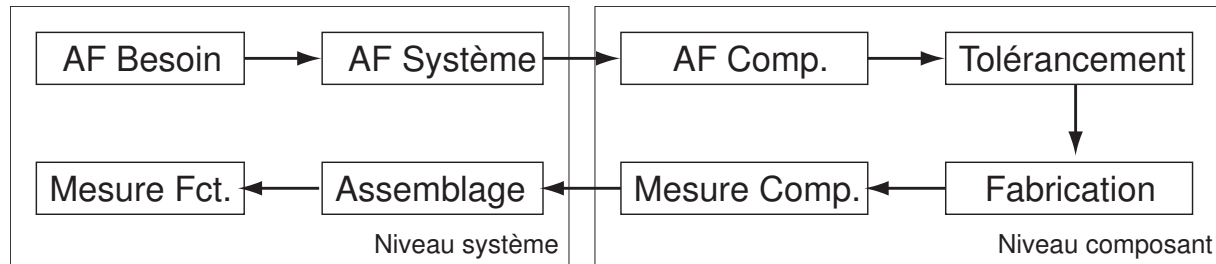 AF Besoin
AF Système
AF Comp.
Tolérancement
Mesure Fct.
Assemblage
Mesure Comp.
Fabrication
Niveau système
Niveau composant